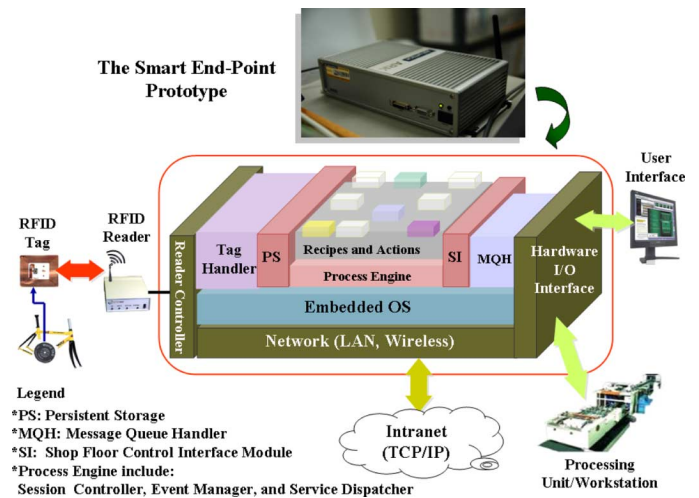 The Smart End-Point
Prototype
User
Interface
RFID
Tag
RFID
Reader
Reader Controller
Tag
Handler
PS
Recipes and Actions
Process Engine
SI
MQH
Hardware
I/O
Interface
Embedded OS
Network (LAN, Wireless)
Legend
*PS: Persistent Storage
*MQH: Message Queue Handler
*SI: Shop Floor Control Interface Module
*Process Engine include:
Session Controller, Event Manager, and Service Dispatcher
Intranet
(TCP/IP)
Processing
Unit/Workstation